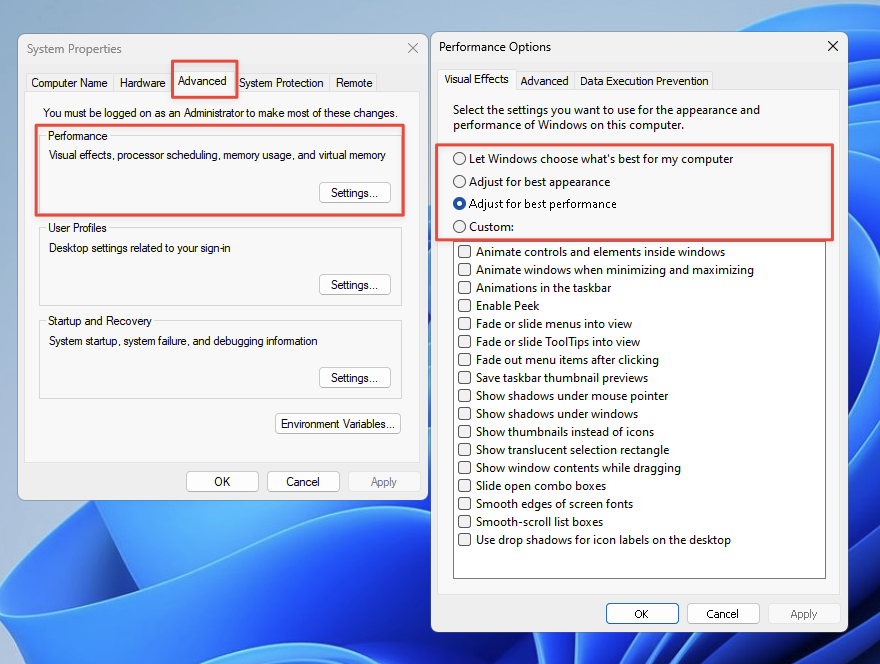 System Properties
Computer Name
Hardware
Advanced
System Protection
Remote
You must be logged on as an Administrator to make most of these changes.
Performance
Visual effects, processor scheduling, memory usage, and virtual memory
Settings...
User Profiles
Desktop settings related to your sign-in
Settings...
Startup and Recovery
System startup, system failure, and debugging information
Settings...
Environment Variables...
OK
Cancel
Apply
Performance Options
Visual Effects
Advanced
Data Execution Prevention
Select the settings you want to use for the appearance and
performance of Windows on this computer.
Let Windows choose what's best for my computer
Adjust for best appearance
Adjust for best performance
Custom:
Animate controls and elements inside windows
Animate windows when minimizing and maximizing
Animations in the taskbar
Enable Peek
Fade or slide menus into view
Fade or slide ToolTips into view
Fade out menu items after clicking
Save taskbar thumbnail previews
Show shadows under mouse pointer
Show shadows under windows
Show thumbnails instead of icons
Show translucent selection rectangle
Show window contents while dragging
Slide open combo boxes
Smooth edges of screen fonts
Smooth-scroll list boxes
Use drop shadows for icon labels on the desktop
OK
Cancel
Apply